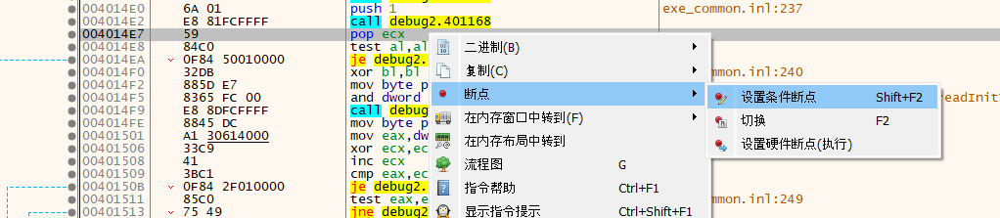 004014E0 6A 01 push 1 exe_common.inl:237
004014E2 E8 81FCFFFF call debug2.401168
004014E7 59 pop ecx
004014E8 84C0 test al,al
004014EA 0F84 50010000 je debug2.
004014F0 32DB xor bl,bl mmon.inl:240
004014F2 885D E7 mov byte p
004014F5 8365 FC 00 and dword readInit
004014F9 E8 8DFCFFFF call debug
004014FE 8845 DC mov byte p
00401501 A1 30614000 mov eax,dw
00401506 33C9 xor ecx,ec
00401508 41 inc ecx
00401509 3BC1 cmp eax,ec
0040150B 0F84 2F010000 je debug2.
00401511 85C0 test eax,e mmon.inl:249
00401513 75 49 jne debug2
二进制(B)
复制(C)
断点
在内存窗口中转到(F)
在内存布局中转到
流程图 G
指令帮助 Ctrl+F1
显示指令提示 Ctrl+Shift+F1
设置条件断点 Shift+F2
切换 F2
设置硬件断点(执行)